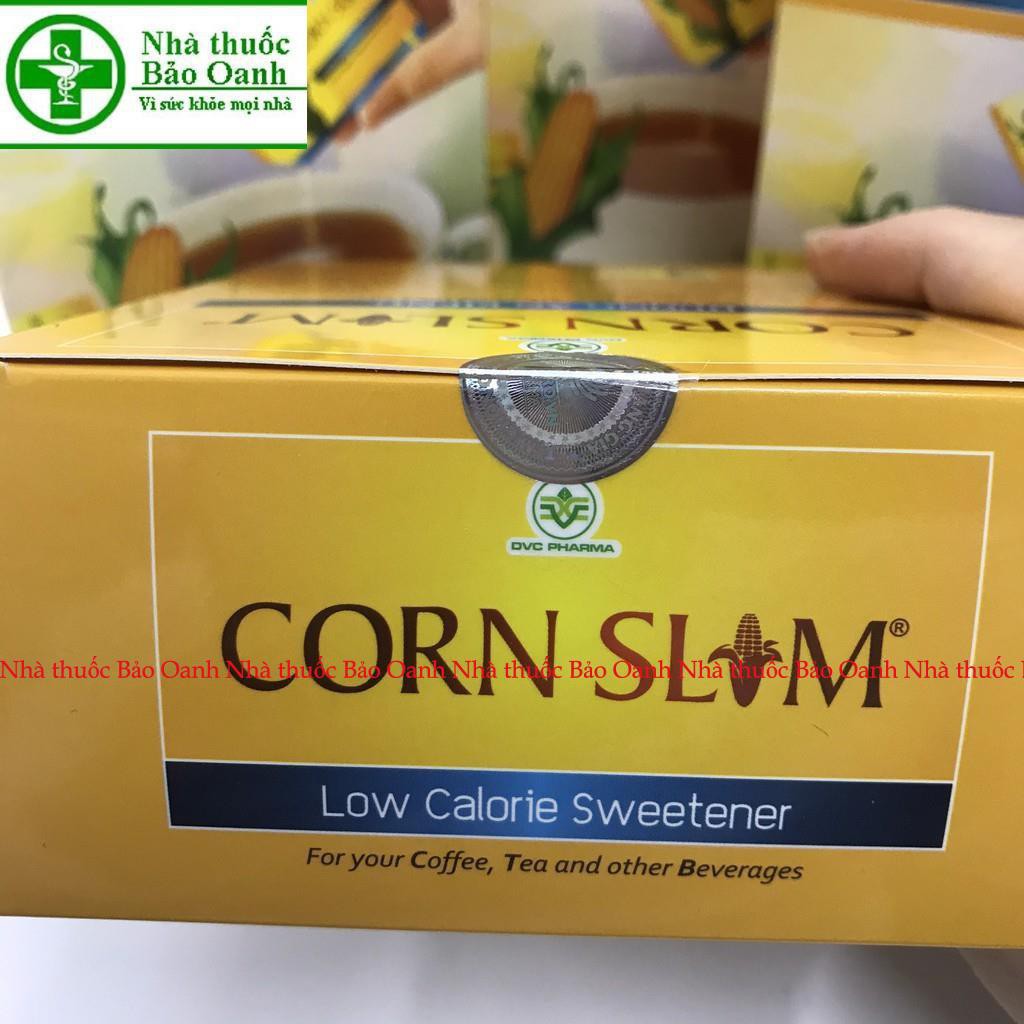 Nhà thuốc
Bảo Oanh
Vì sức khỏe mọi nhà
CORN SLIM
DVC PHARMA
CORN SLIM®
Nhà thuốc Bảo Oanh Nhà thuốc Bảo Oanh Nhà thuốc Bảo Oanh Nhà thuốc Bảo Oanh Nhà thuốc B
Low Calorie Sweetener
For your Coffee, Tea and other Beverages